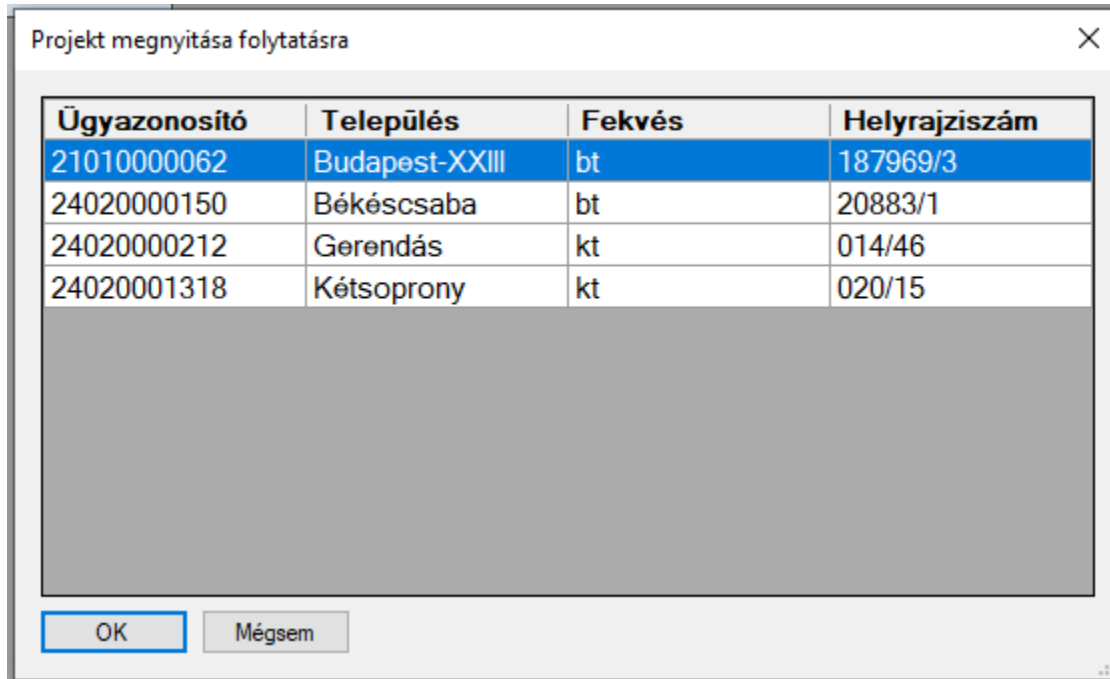 Projekt megnyitása folytatásra
Ügyazonosító Település Fekvés Helyrajziszám
21010000062 Budapest-XXIII bt 187969/3
24020000150 Békéscsaba bt 20883/1
24020000212 Gerendás kt 014/46
24020001318 Kétsoprony kt 020/15
OK Mégsem